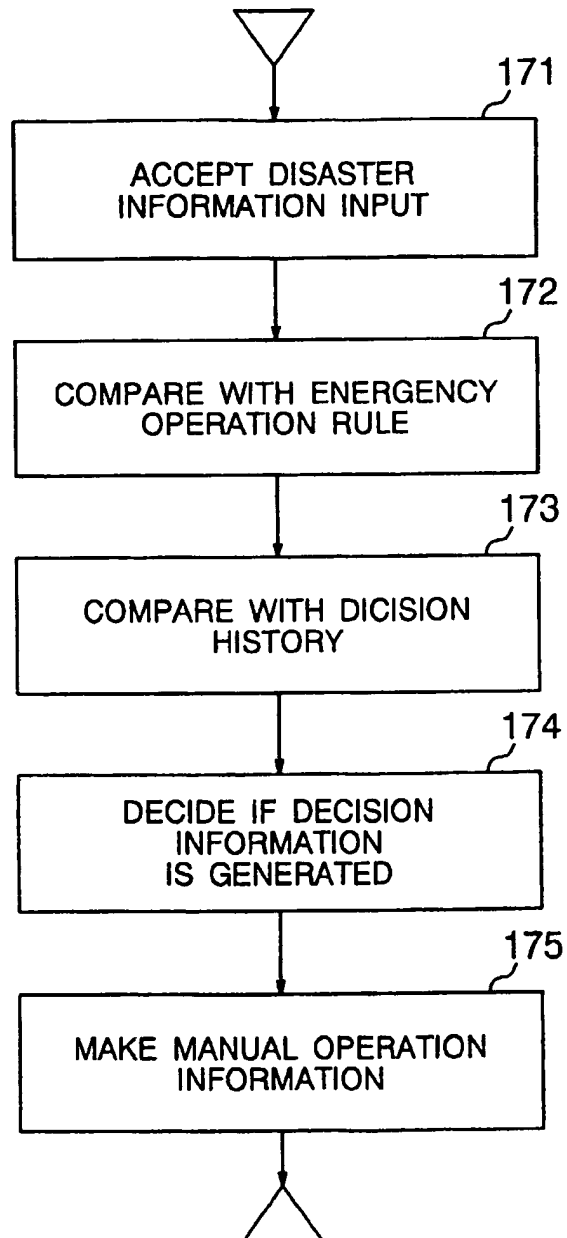 171
ACCEPT DISASTER
INFORMATION INPUT
172
COMPARE WITH ENERGENCY
OPERATION RULE
173
COMPARE WITH DICISION
HISTORY
174
DECIDE IF DECISION
INFORMATION
IS GENERATED
175
MAKE MANUAL OPERATION
INFORMATION